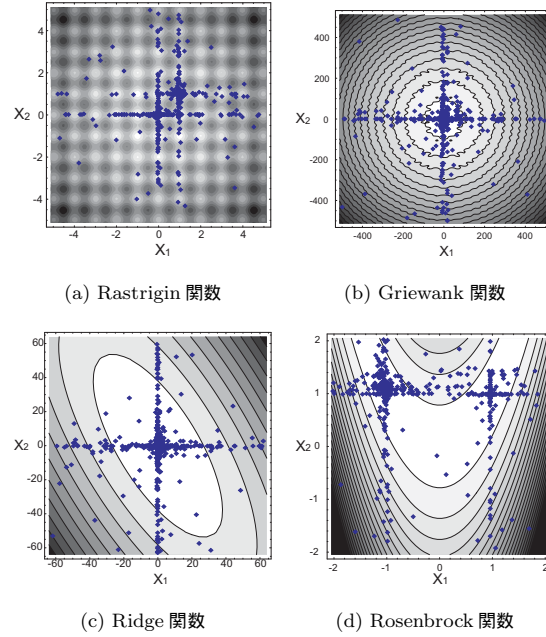 4
2
0
-2
-4
X2
-4 -2 0 2 4
X1
(a) Rastrigin 関数
400
200
0
-200
-400
X2
-400 -200 0 200 400
X1
(b) Griewank 関数
60
40
20
0
-20
-40
-60
X2
-60 -40 -20 0 20 40 60
X1
(c) Ridge 関数
2
1
0
-1
-2
X2
-2 -1 0 1 2
X1
(d) Rosenbrock 関数